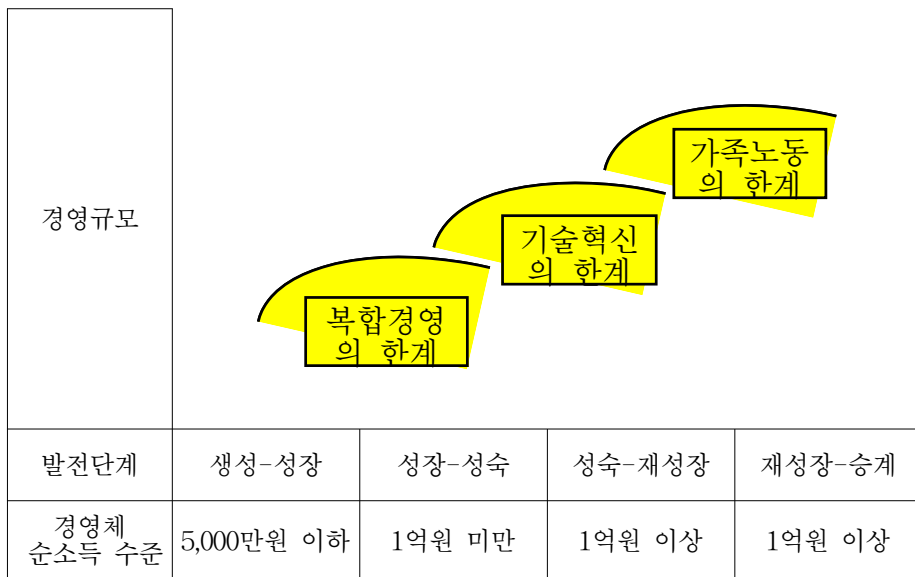 경영규모
가족노동
의 한계
기술혁신
의 한계
복합경영
의 한계
발전단계 생성-성장 성장-성숙 성숙-재성장 재성장-승계
경영체
순소득 수준 5,000만원 이하 1억원 미만 1억원 이상 1억원 이상